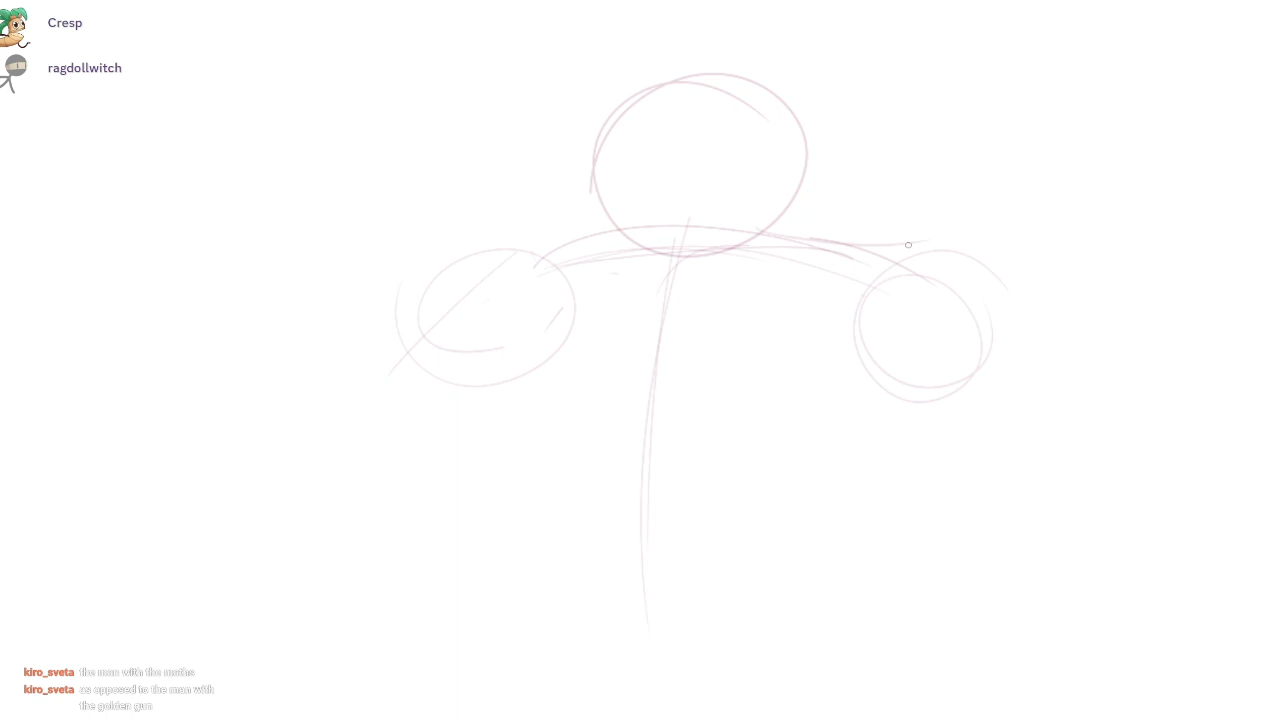 Cresp
ragdollwitch
kiro_sveta the man with the moths
kiro_sveta as opposed to the man with
the golden gun